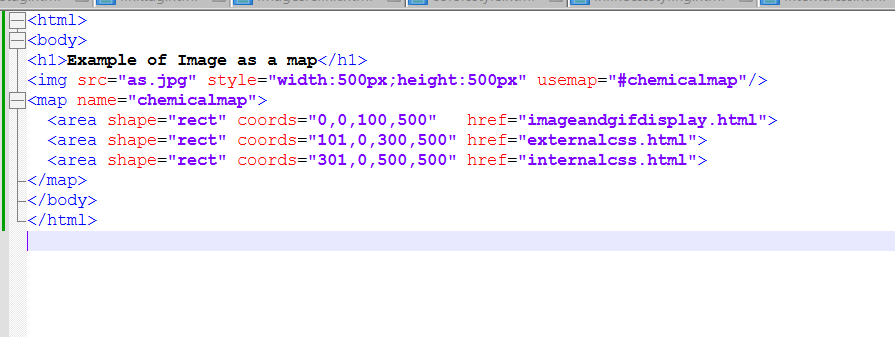 <html>
<body>
<h1>Example of Image as a map</h1>
<img src="as.jpg" style="width:500px;height:500px" usemap="#chemicalmap"/>
<map name="chemicalmap">
  <area shape="rect" coords="0,0,100,500"   href="imageandgifdisplay.html">
  <area shape="rect" coords="101,0,300,500" href="externalcss.html">
  <area shape="rect" coords="301,0,500,500" href="internalcss.html">
</map>
</body>
</html>